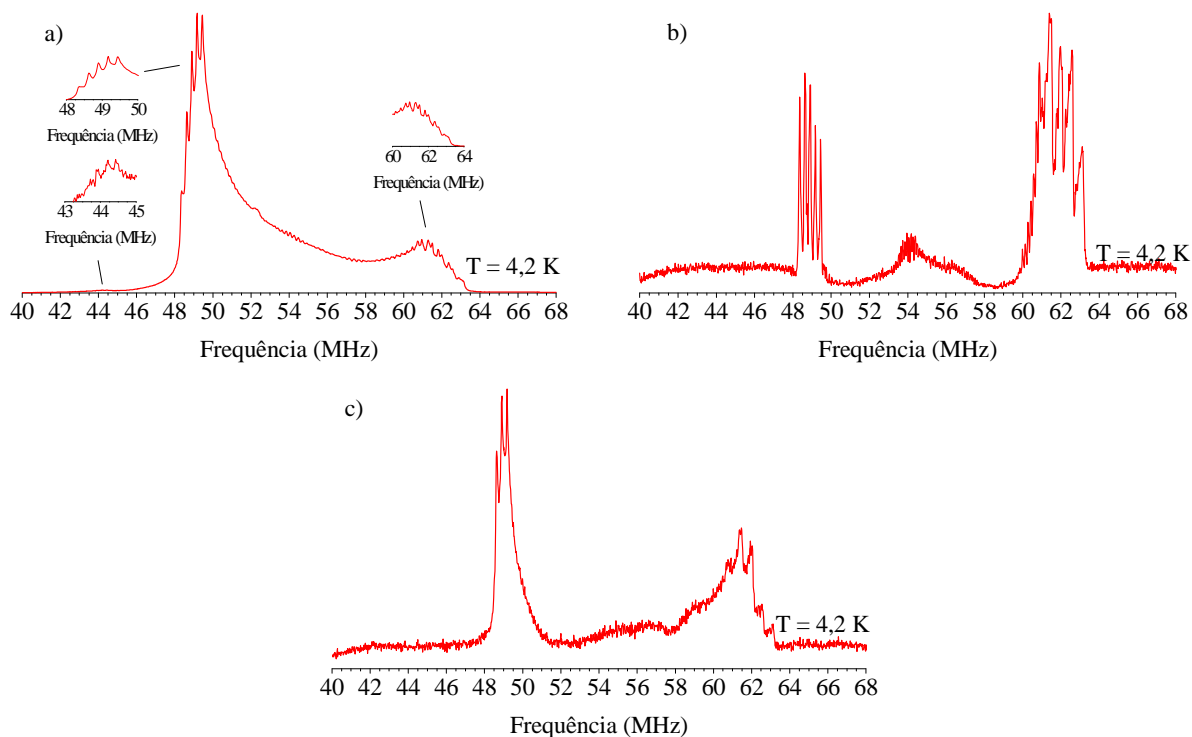 a)
48 49 50
Frequência (MHz)
43 44 45
Frequência (MHz)
60 62 64
Frequência (MHz)
T = 4,2 K
40 42 44 46 48 50 52 54 56 58 60 62 64 66 68
Frequência (MHz)
b)
T = 4,2 K
40 42 44 46 48 50 52 54 56 58 60 62 64 66 68
Frequência (MHz)
c)
T = 4,2 K
40 42 44 46 48 50 52 54 56 58 60 62 64 66 68
Frequência (MHz)